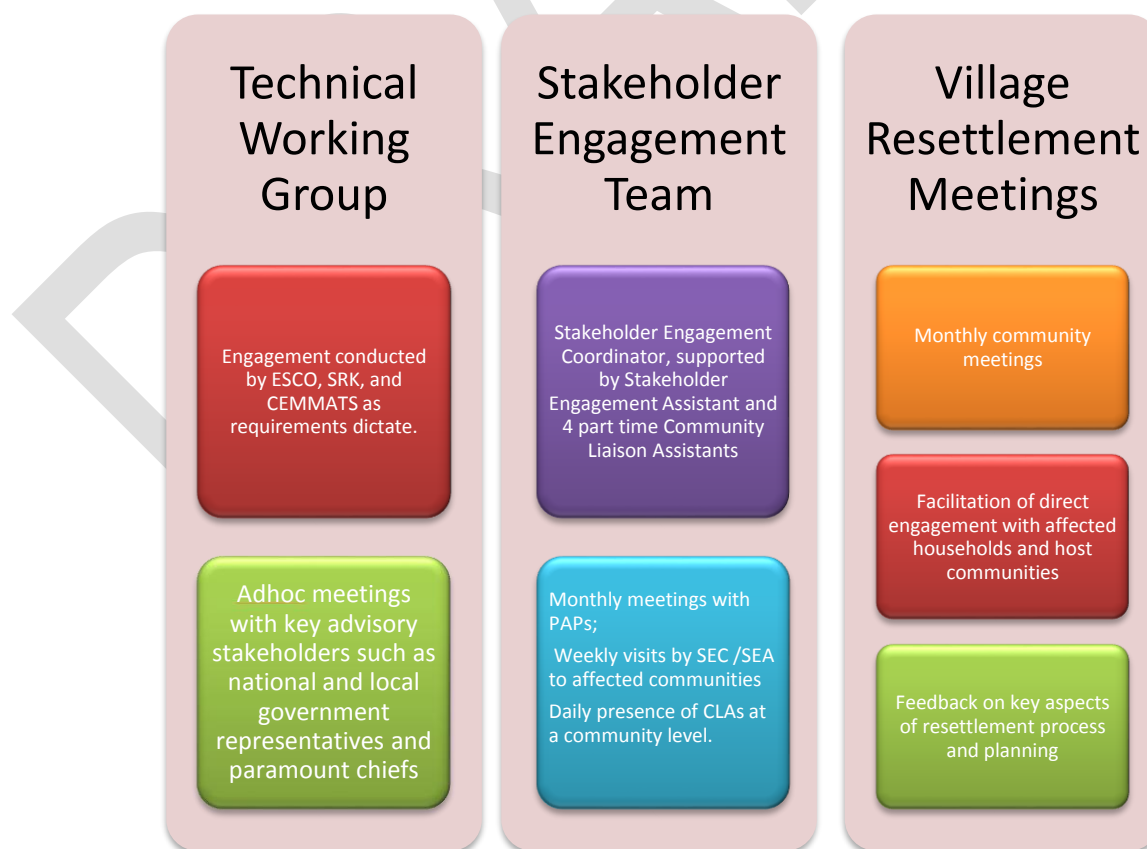 Technical
Working
Group
Engagement conducted
by ESCO, SRK, and
CEMMATS as
requirements dictate.
Adhoc meetings
with key advisory
stakeholders such as
national and local
government
representatives and
paramount chiefs
Stakeholder
Engagement
Team
Stakeholder Engagement
Coordinator, supported
by Stakeholder
Engagement Assistant and
4 part time Community
Liaison Assistants
Monthly meetings with
PAPs;
Weekly visits by SEC /SEA
to affected communities
Daily presence of CLAs at
a community level.
Village
Resettlement
Meetings
Monthly community
meetings
Facilitation of direct
engagement with affected
households and host
communities
Feedback on key aspects
of resettlement process
and planning